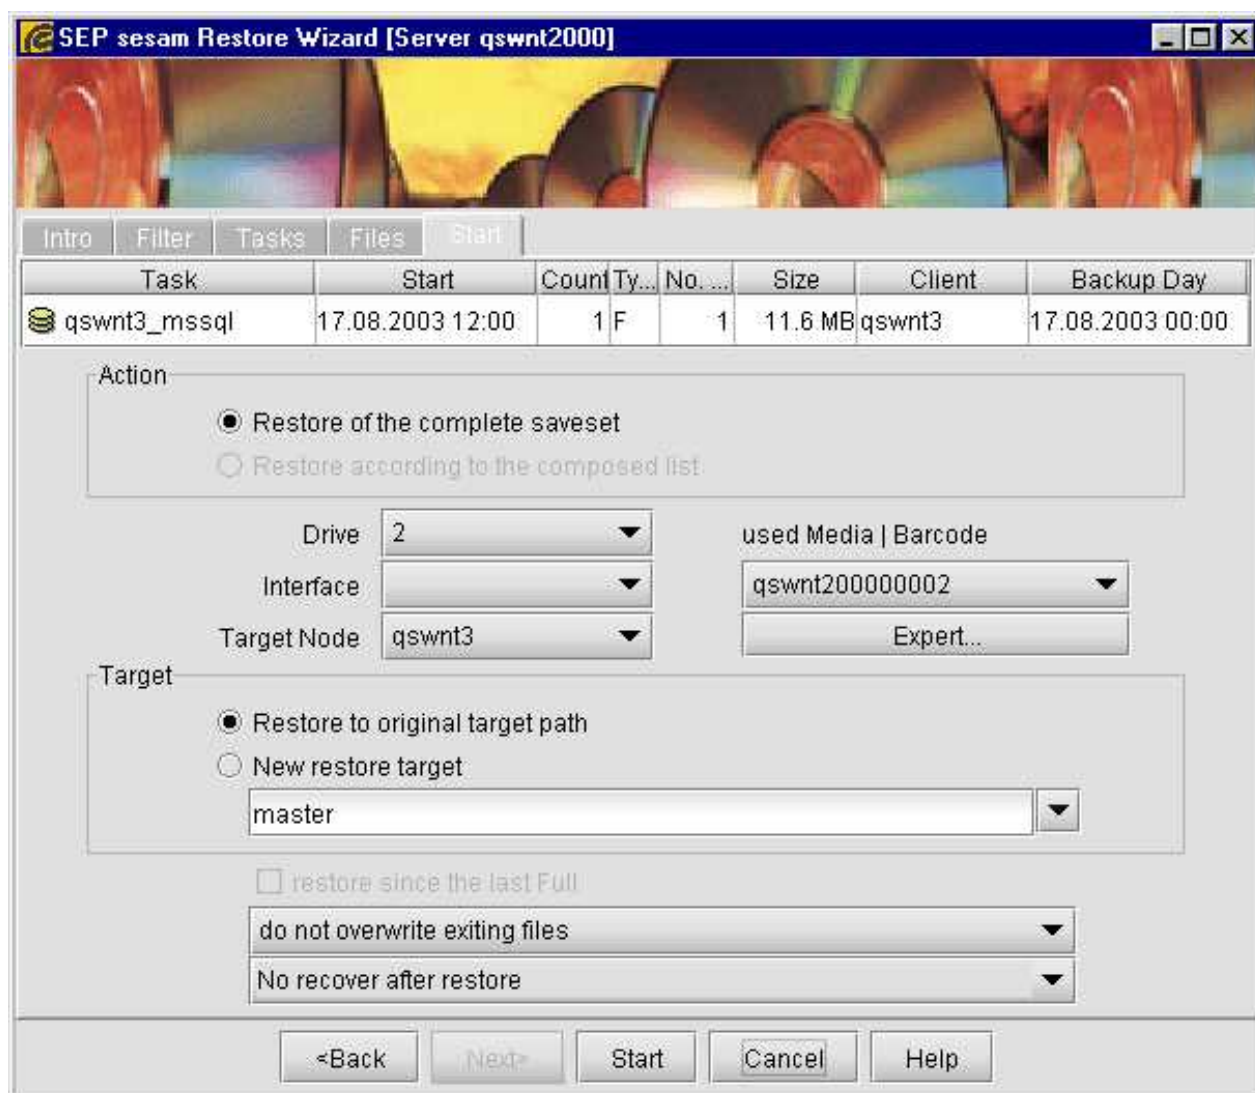 SEP sesam Restore Wizard [Server qswnt2000]
Intro Filter Tasks Files Start
Task Start Count Ty... No. ... Size Client Backup Day
qswnt3_mssql 17.08.2003 12:00 1 F 1 11.6 MB qswnt3 17.08.2003 00:00
Action
Restore of the complete saveset
Restore according to the composed list
Drive 2 used Media | Barcode
Interface qswnt200000002
Target Node qswnt3 Expert...
Target
Restore to original target path
New restore target
master
restore since the last Full
do not overwrite exiting files
No recover after restore
<Back Next> Start Cancel Help